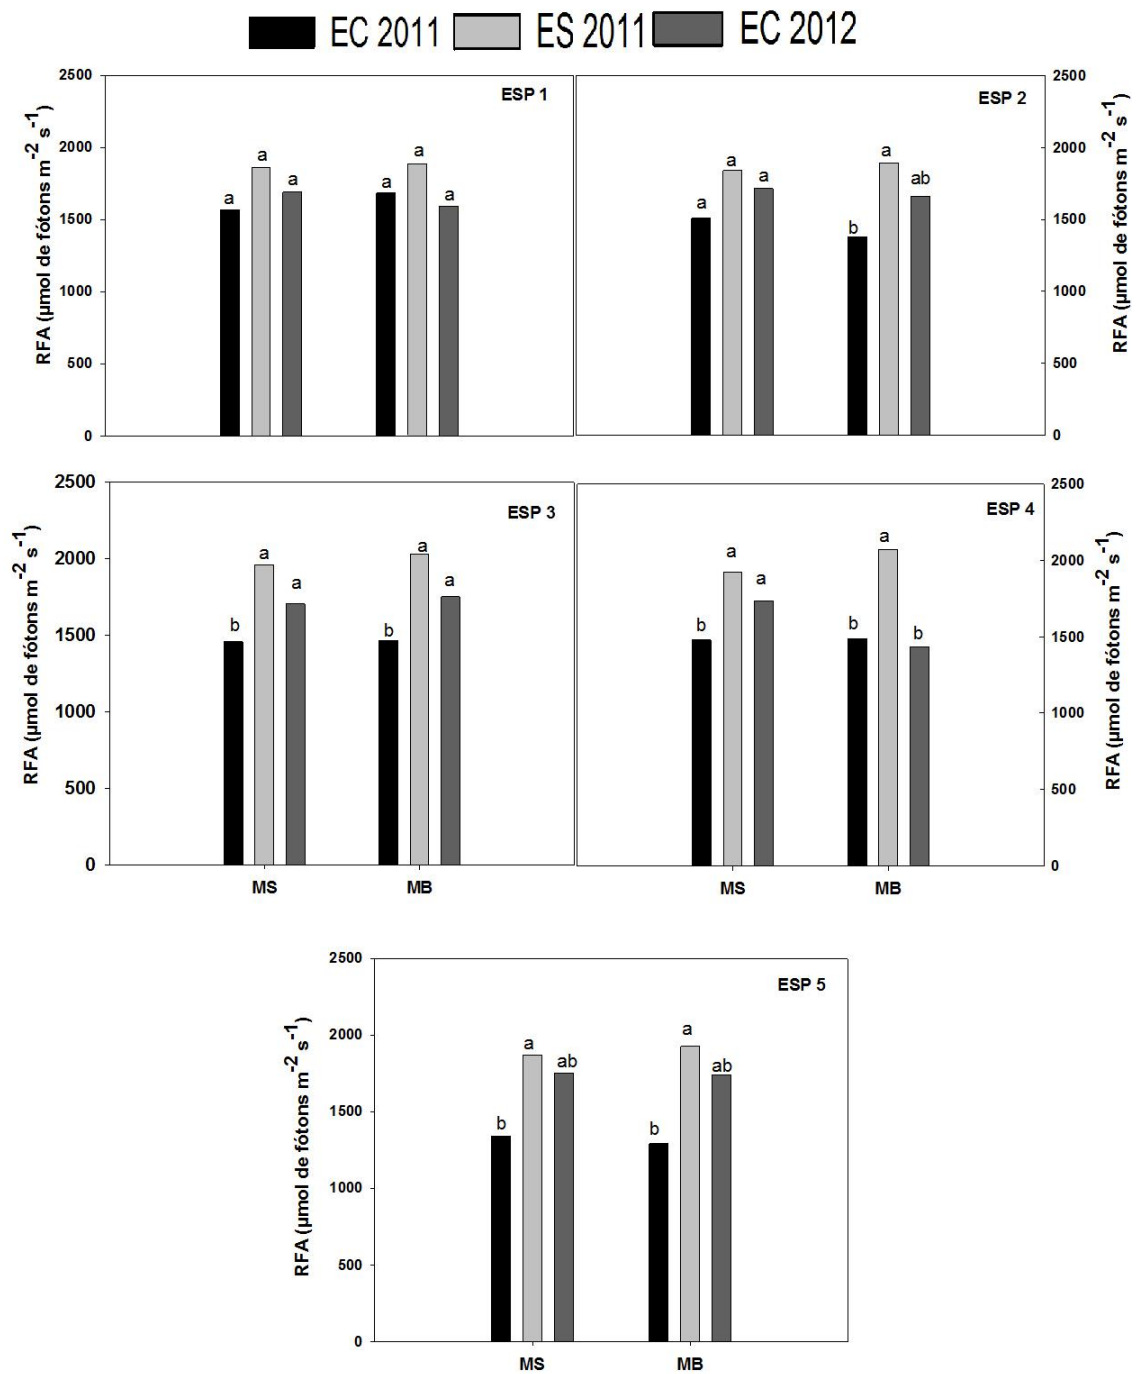 EC 2011 ES 2011 EC 2012
ESP 1
RFA (µmol de fótons m-2 s-1)
2500
2000
1500
1000
500
0
a a a a a a
ESP 2
RFA (µmol de fótons m-2 s-1)
2500
2000
1500
1000
500
0
a a a b a ab
ESP 3
RFA (µmol de fótons m-2 s-1)
2500
2000
1500
1000
500
0
b a a b a a
MS MB
ESP 4
RFA (µmol de fótons m-2 s-1)
2500
2000
1500
1000
500
0
b a a b a b
MS MB
ESP 5
RFA (µmol de fótons m-2 s-1)
2500
2000
1500
1000
500
0
b a ab b a ab
MS MB